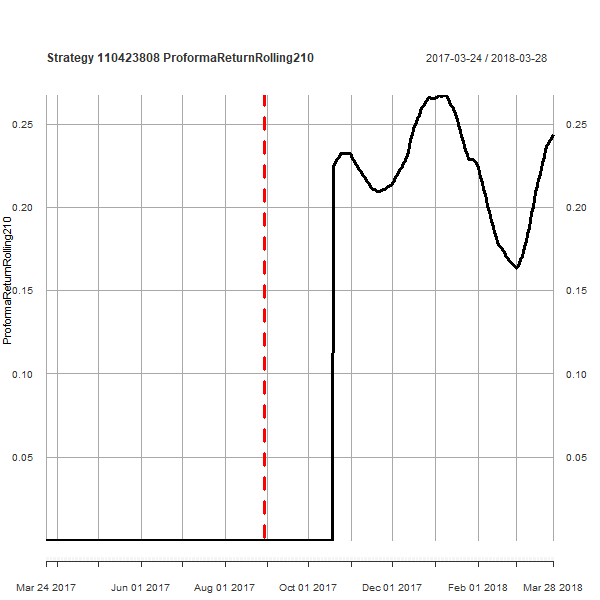 Strategy 110423808 ProformaReturnRolling210
2017-03-24 / 2018-03-28
ProformaReturnRolling210
0.25
0.20
0.15
0.10
0.05
0.25
0.20
0.15
0.10
0.05
Mar 24 2017
Jun 01 2017
Aug 01 2017
Oct 01 2017
Dec 01 2017
Feb 01 2018
Mar 28 2018